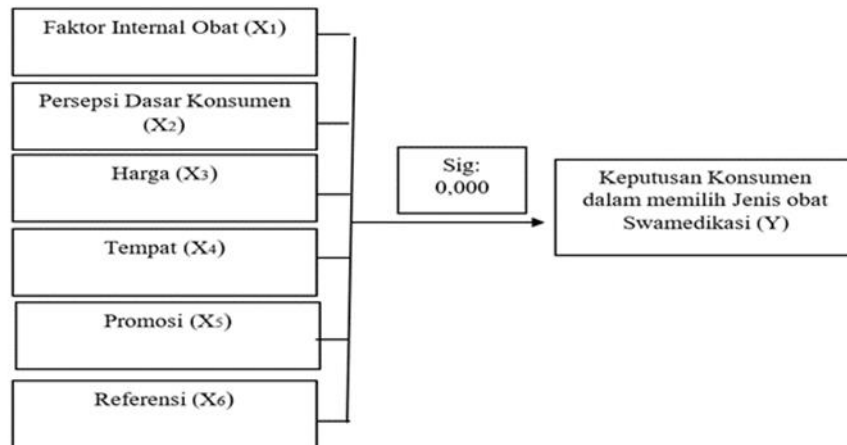 Faktor Internal Obat (X1)
Persepsi Dasar Konsumen
(X2)
Harga (X3)
Tempat (X4)
Promosi (X5)
Referensi (X6)
Sig:
0,000
Keputusan Konsumen
dalam memilih Jenis obat
Swamedikasi (Y)